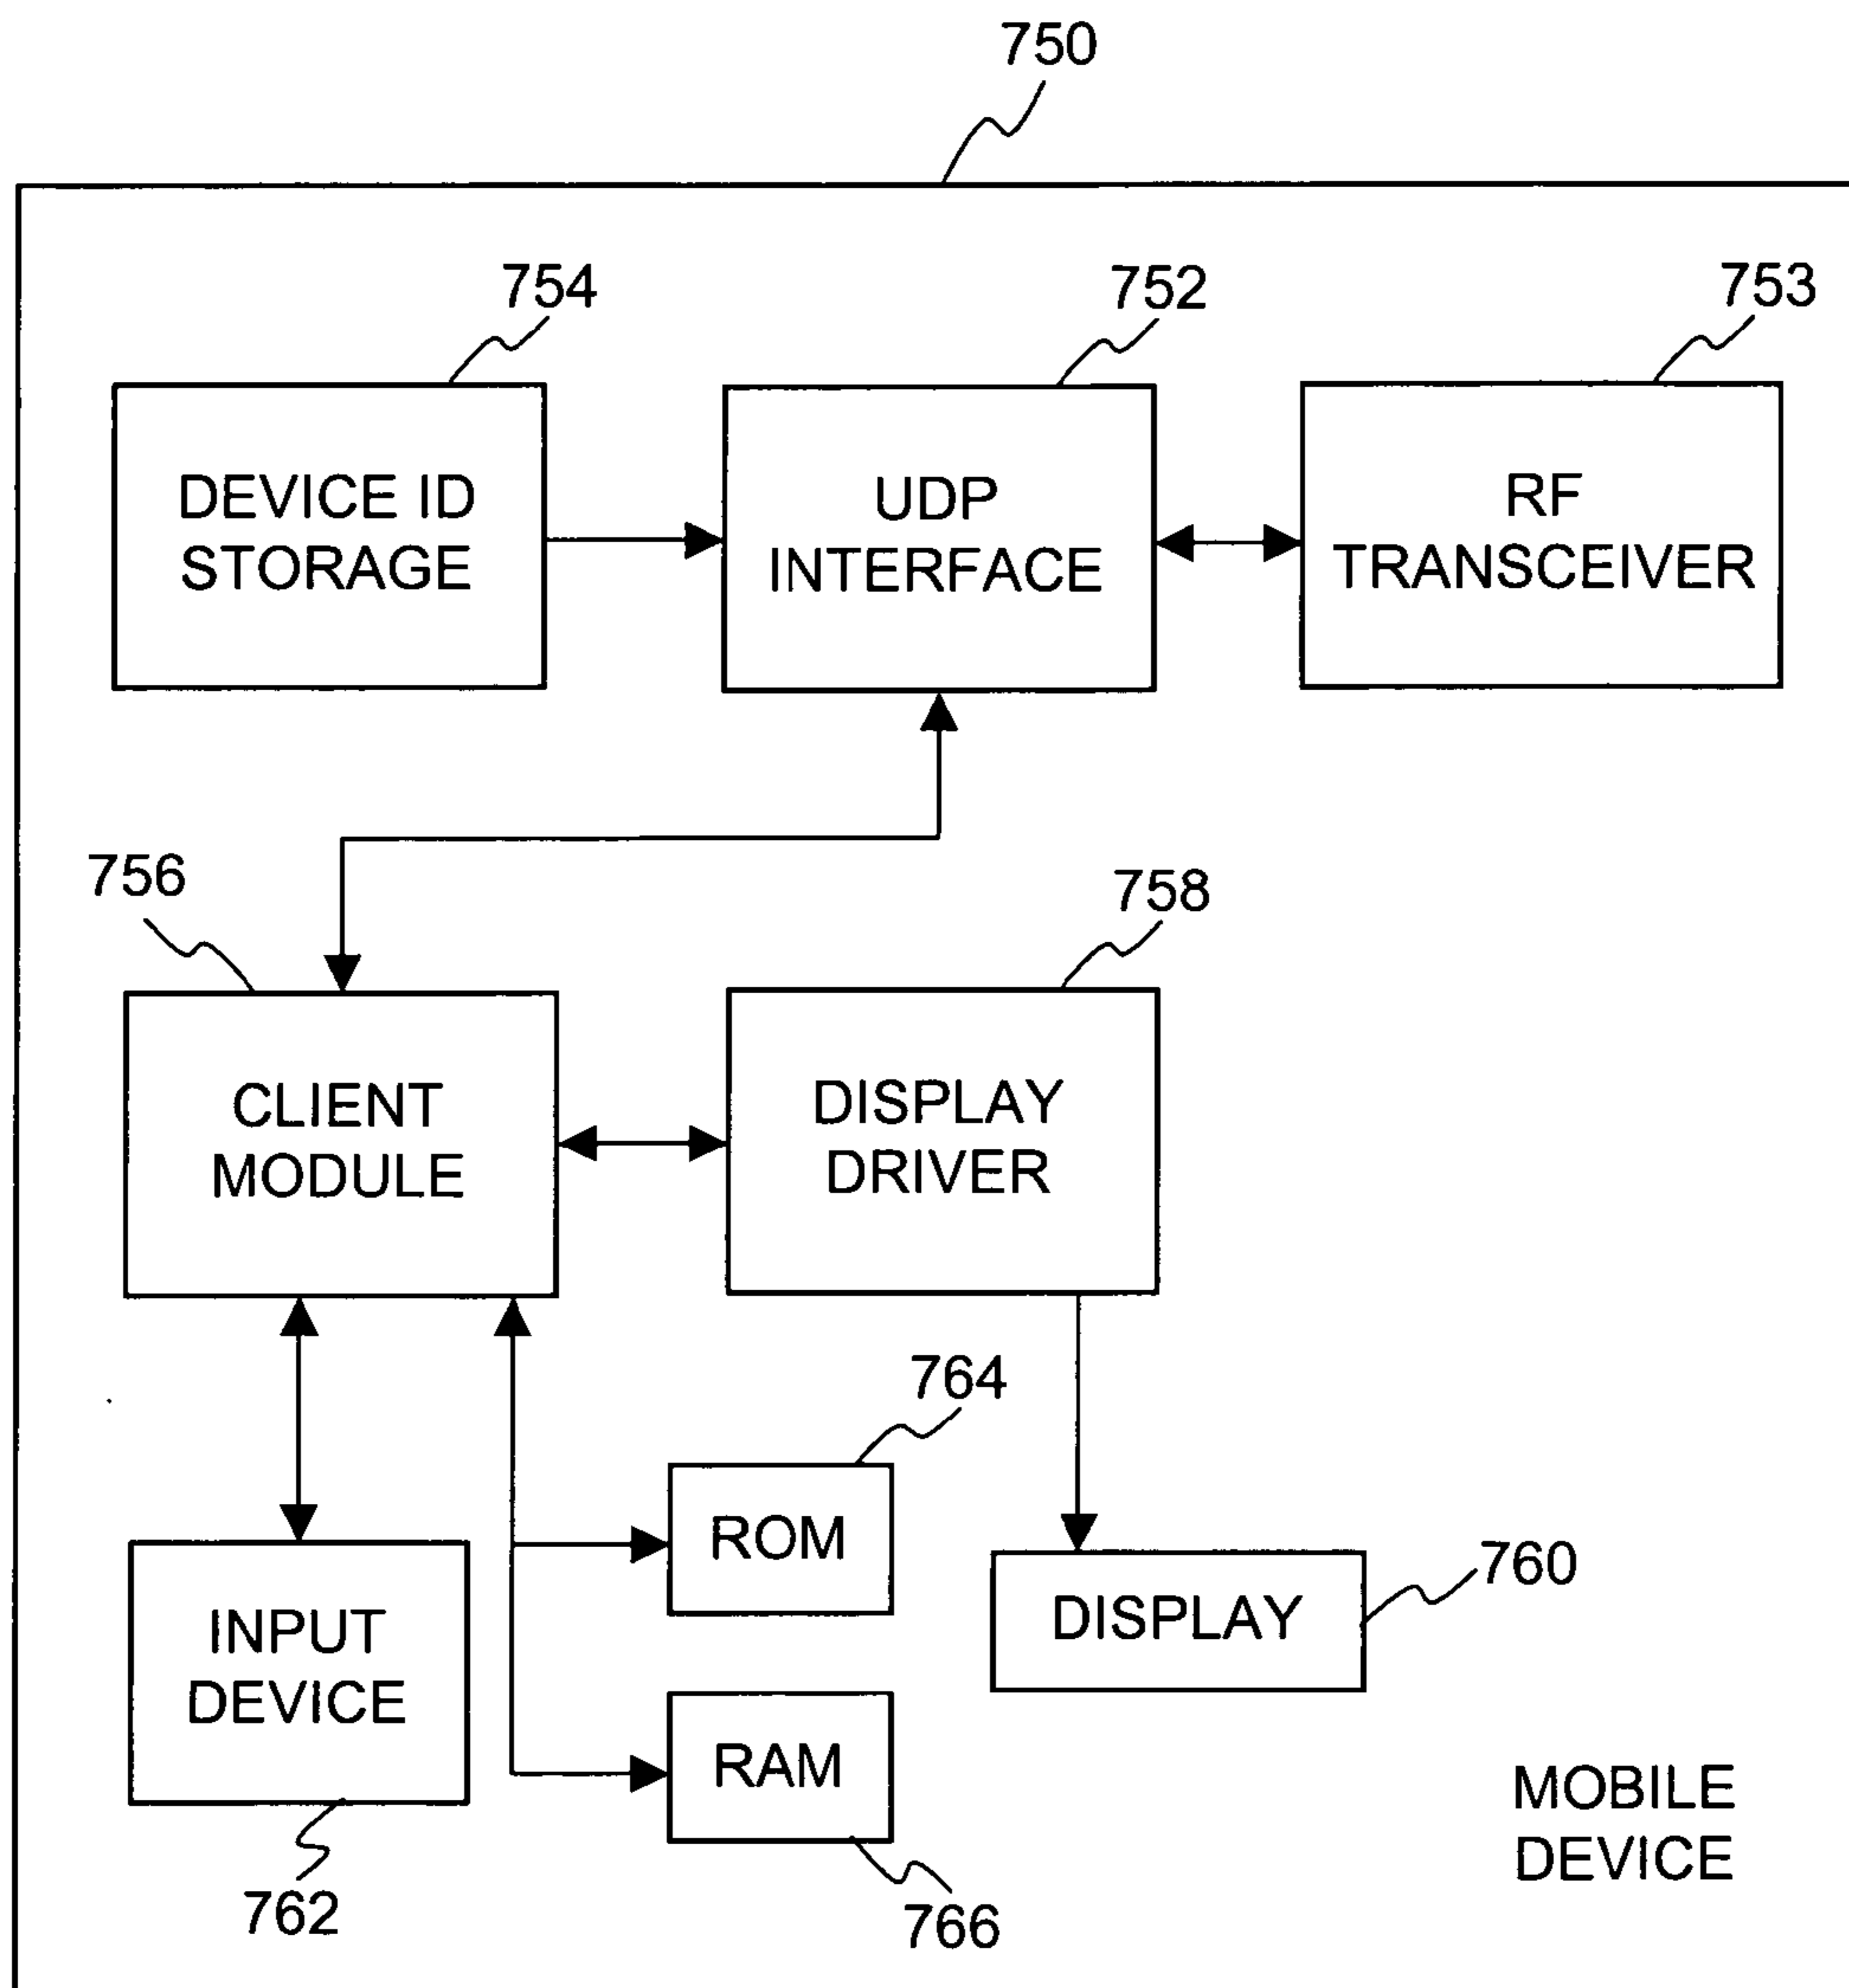 750
754
752
753
DEVICE ID
STORAGE
UDP
INTERFACE
RF
TRANSCEIVER
756
758
CLIENT
MODULE
DISPLAY
DRIVER
764
ROM
760
DISPLAY
INPUT
DEVICE
RAM
MOBILE
DEVICE
762
766